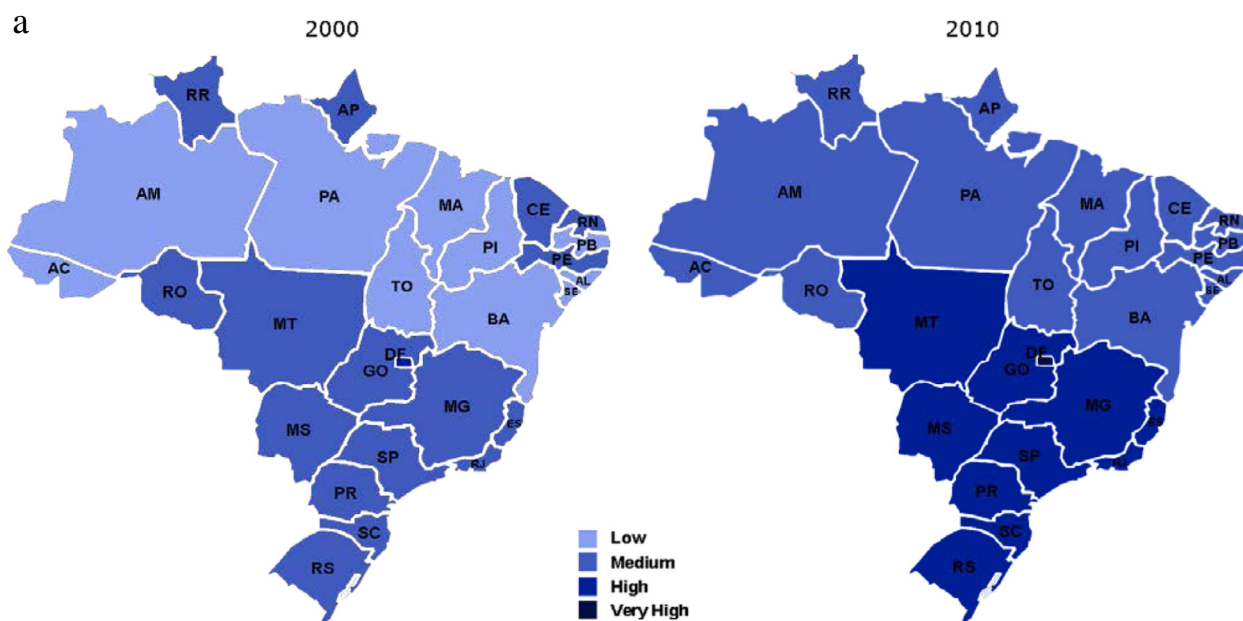 a
2000
2010
RR
AP
AM
PA
MA
CE
RN
PB
PI
PE
AC
AL
SE
TO
RO
BA
MT
DF
GO
MG
MS
ES
SP
RJ
PR
SC
RS
RR
AP
AM
PA
MA
CE
RN
PB
PI
PE
AC
AL
SE
TO
RO
BA
MT
DF
GO
MG
MS
ES
SP
RJ
PR
SC
RS
Low
Medium
High
Very High